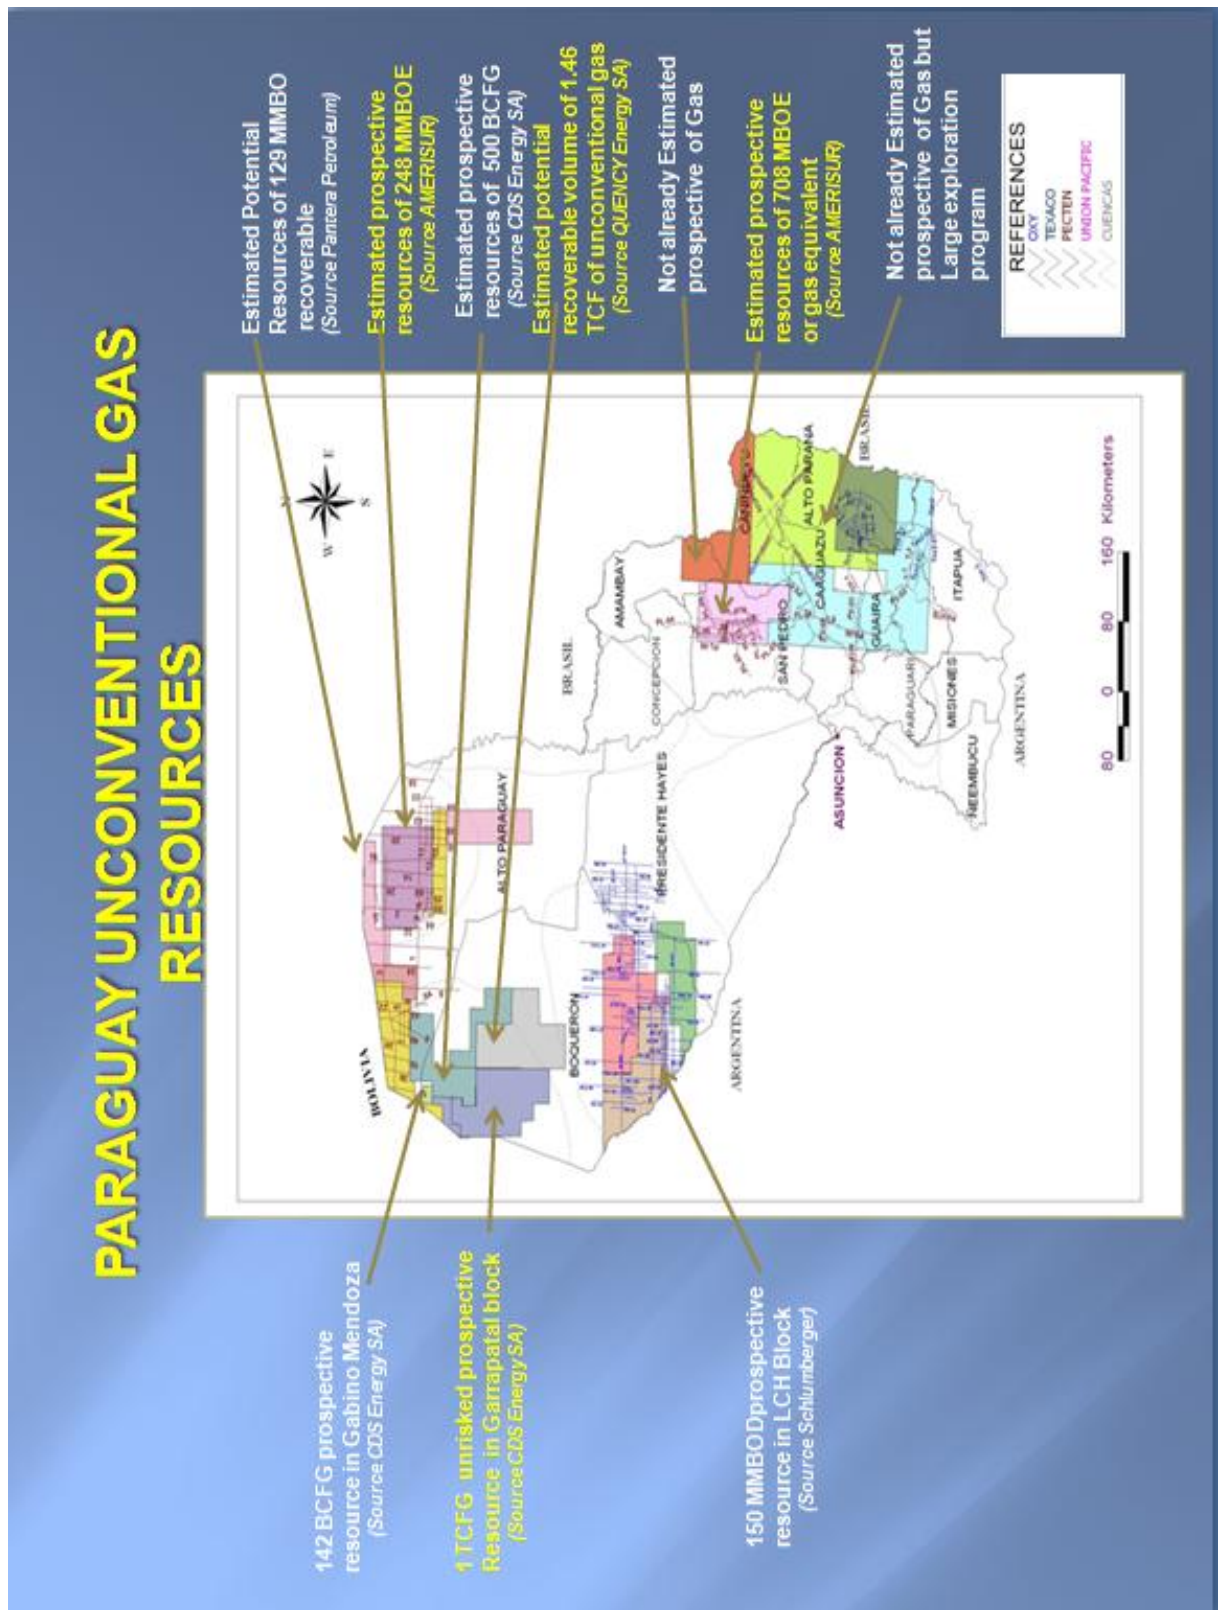 PARAGUAY UNCONVENTIONAL GAS
RESOURCES
Estimated Potential
Resources of 129 MMBO
recoverable
(Source Pantera Petroleum)
Estimated prospective
resources of 248 MMBOE
(Source AMERISUR)
Estimated prospective
resources of 500 BCFG
(Source CDS Energy SA)
Estimated potential
recoverable volume of 1.46
TCF of unconventional gas
(Source QUENCY Energy SA)
Not already Estimated
prospective of Gas
Estimated prospective
resources of 708 MBOE
or gas equivalent
(Source AMERISUR)
Not already Estimated
prospective of Gas but
Large exploration
program
142 BCFG prospective
resource in Gabino Mendoza
(Source CDS Energy SA)
1 TCFG unrisked prospective
Resource in Garrapatal block
(Source CDS Energy SA)
150 MMBODprospective
resource in LCH Block
(Source Schlumberger)
N
W
E
S
BOLIVIA
ALTO PARAGUAY
BOQUERON
BRASIL
AMAMBAY
CONCEPCION
PRESIDENTE HAYES
SAN PEDRO
ALTO PARANA
BRASIL
CAAGUAZU
GUAIRA
ARGENTINA
ASUNCION
PARAGUARI
ITAPUA
MISIONES
NEEMBUCU
ARGENTINA
80 0 80 160 Kilometers
REFERENCES
OXY
TEXACO
PECTEN
UNION PACIFIC
CUENCAS